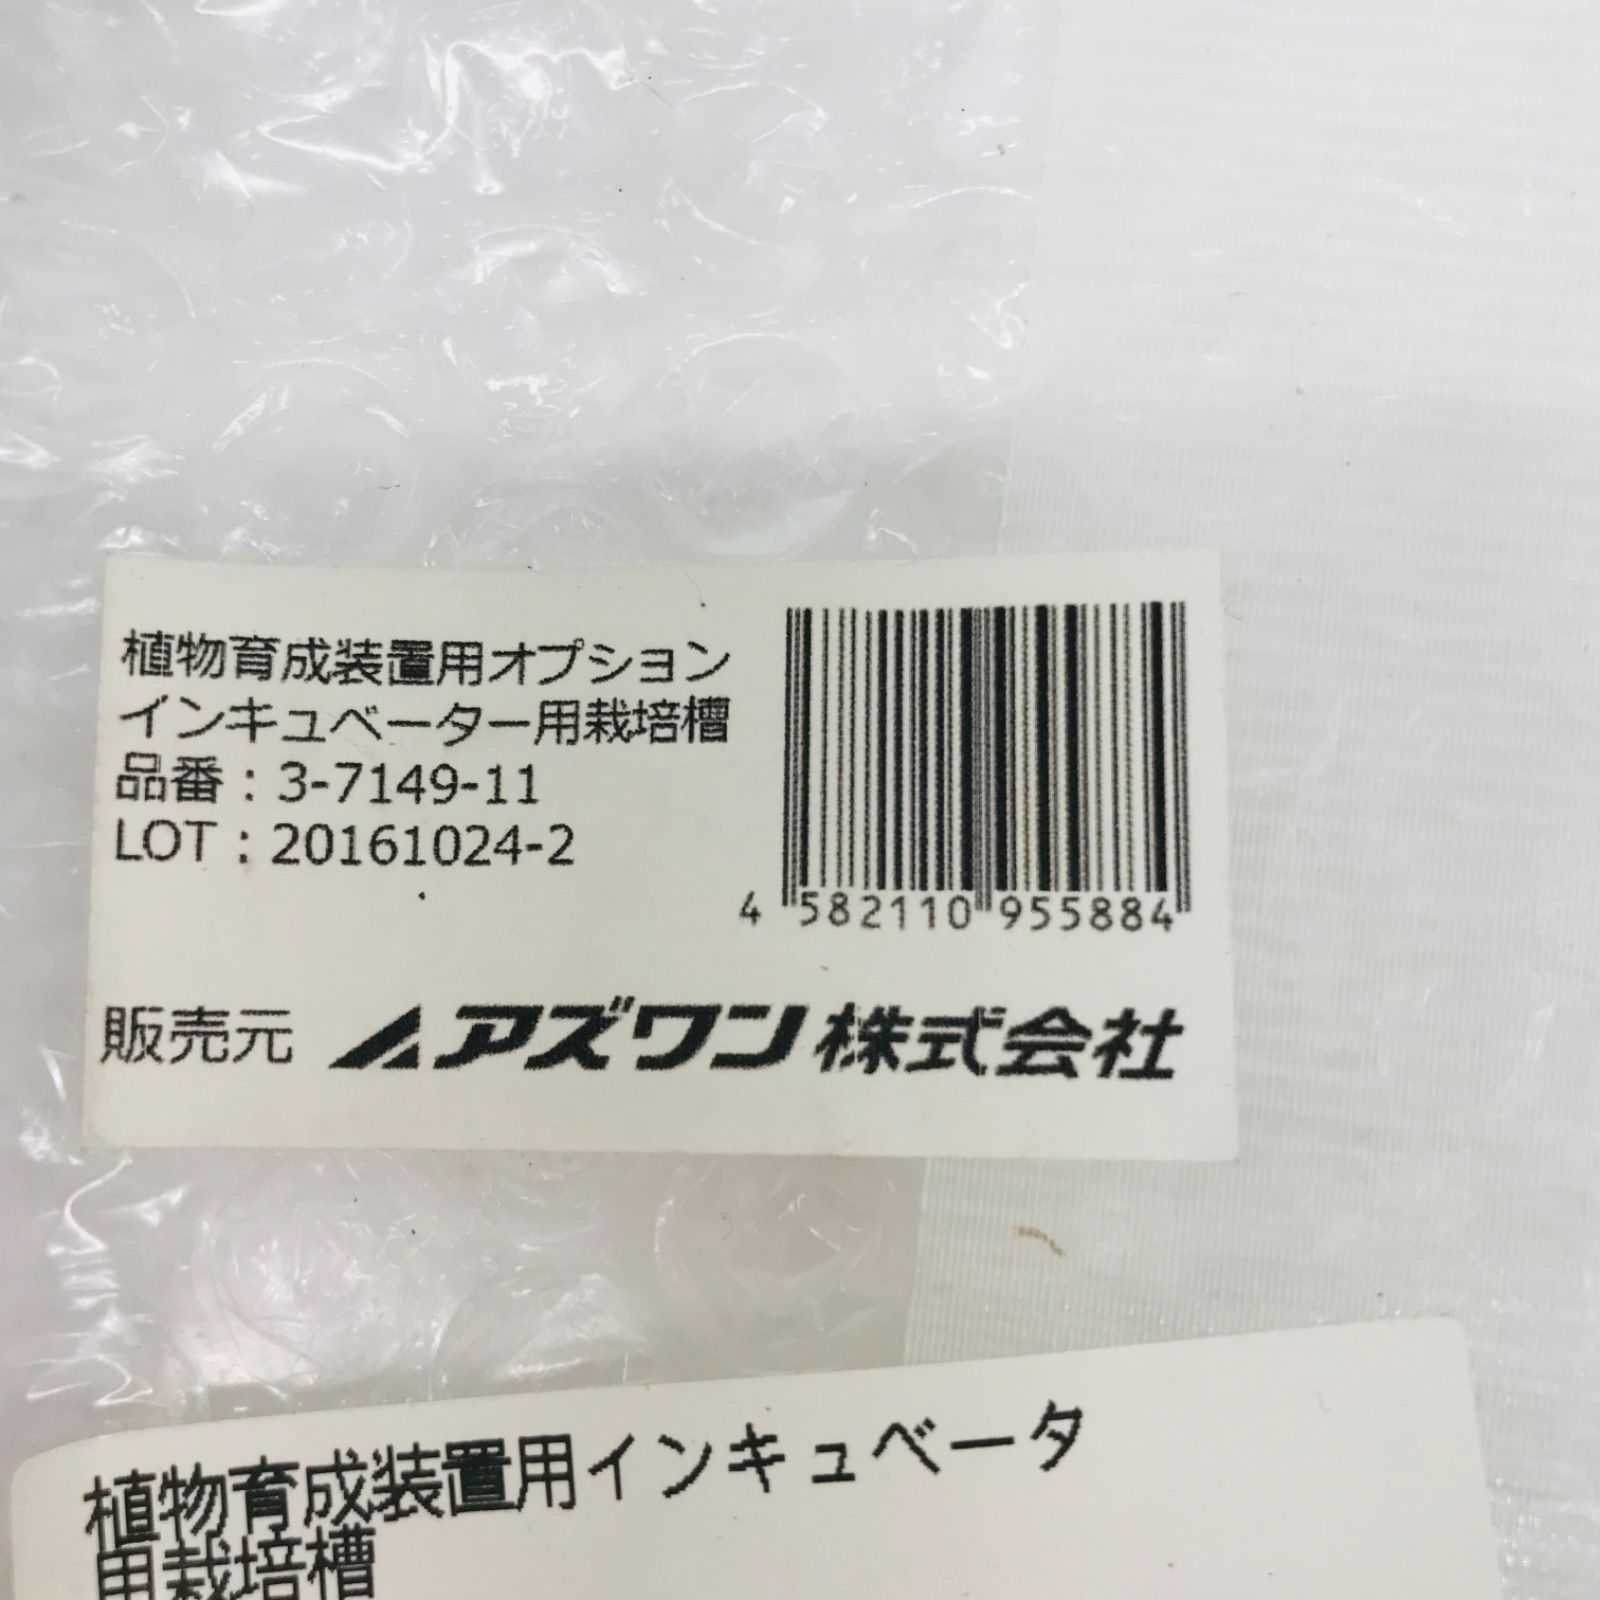 植物育成装置用オプション
インキュベーター用栽培槽
品番：3-7149-11
LOT：20161024-2
4 582110 955884
販売元 アズワン株式会社
植物育成装置用インキュベータ
用栽培槽